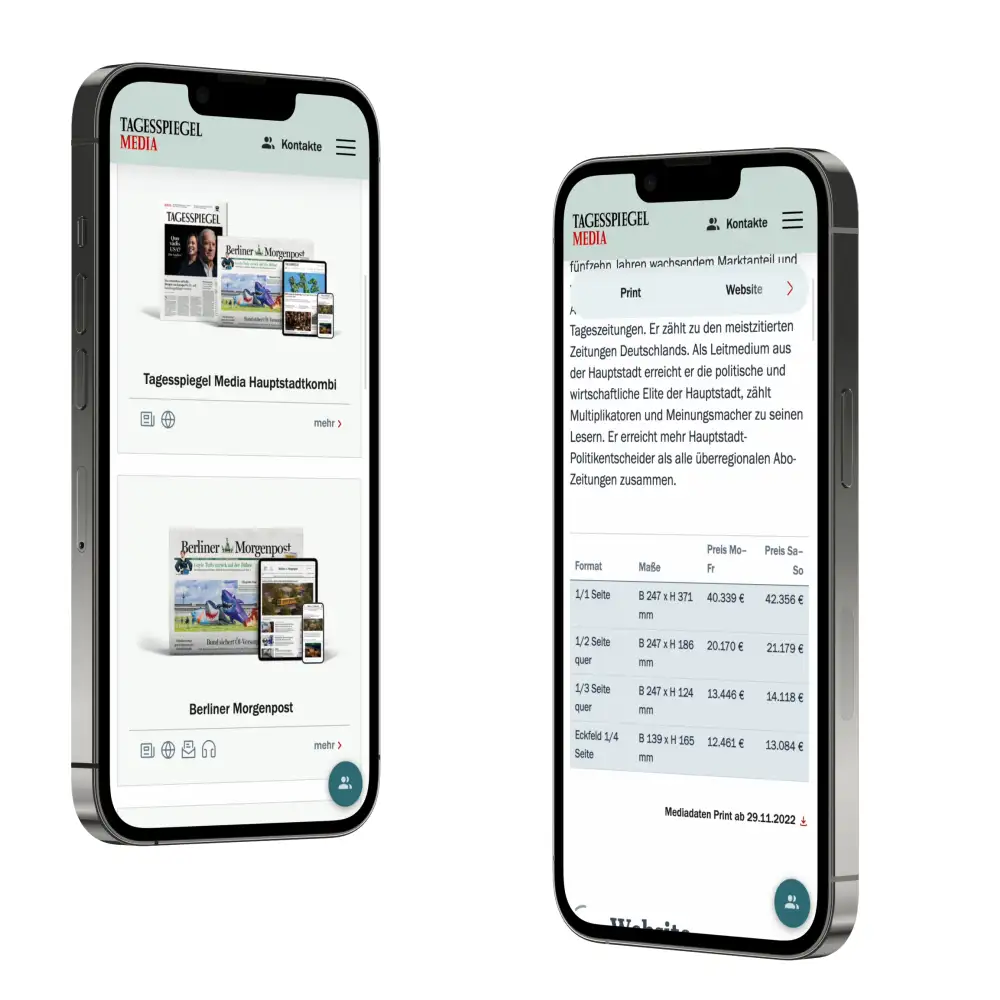 TAGESSPIEGEL
MEDIA
Kontakte
TAGESSPIEGEL
Berliner Morgenpost
Tagesspiegel Media Hauptstadtkombi
mehr
Berliner Morgenpost
Berliner Morgenpost
mehr
TAGESSPIEGEL
MEDIA
Kontakte
fünfzehn Jahren wachsendem Marktanteil und
Print Website
Tageszeitungen. Er zählt zu den meistzitierten
Zeitungen Deutschlands. Als Leitmedium aus
der Hauptstadt erreicht er die politische und
wirtschaftliche Elite der Hauptstadt, zählt
Multiplikatoren und Meinungsmacher zu seinen
Lesern. Er erreicht mehr Hauptstadt-
Politikentscheider als alle überregionalen Abo-
Zeitungen zusammen.
Format Maße Preis Mo–Fr Preis Sa–So
1/1 Seite B 247 x H 371 mm 40.339 € 42.356 €
1/2 Seite quer B 247 x H 186 mm 20.170 € 21.179 €
1/3 Seite quer B 247 x H 124 mm 13.446 € 14.118 €
Eckfeld 1/4 Seite B 139 x H 165 mm 12.461 € 13.084 €
Mediadaten Print ab 29.11.2022
Website